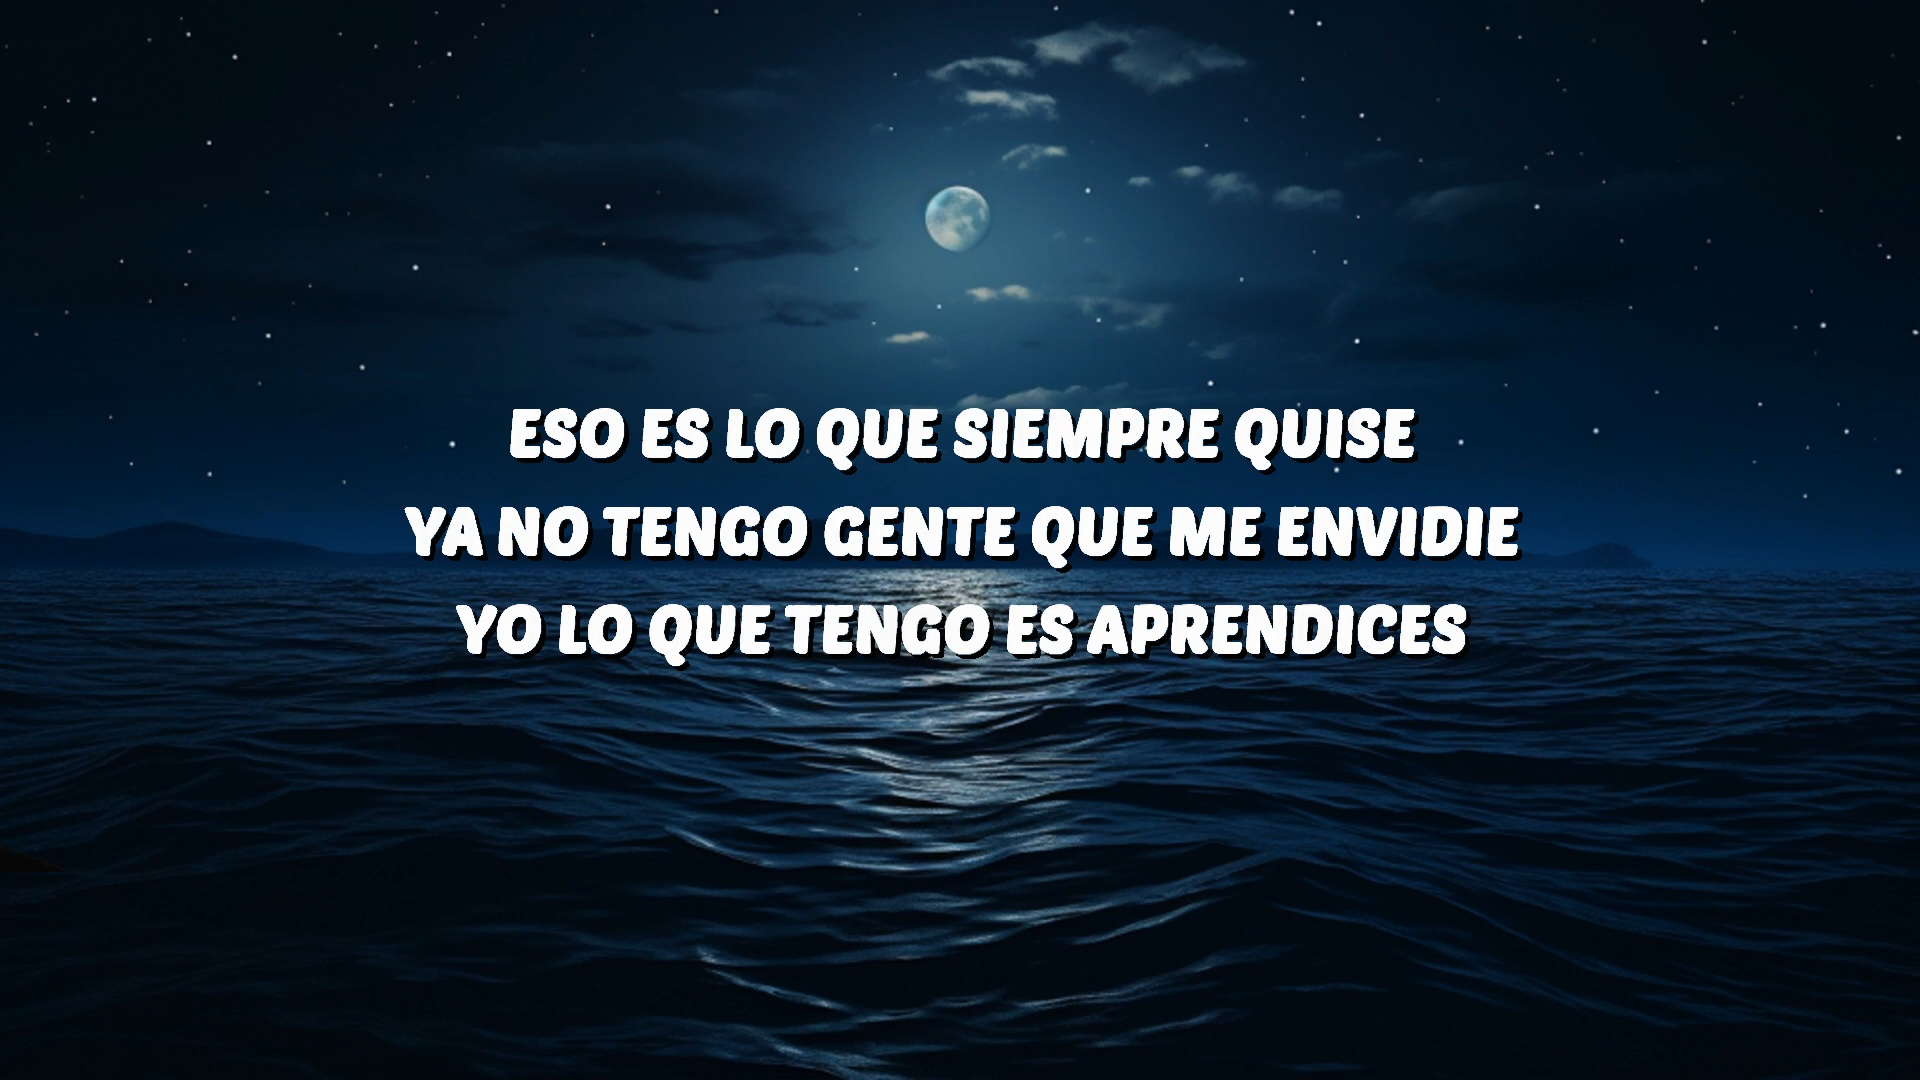 ESO ES LO QUE SIEMPRE QUISE
YA NO TENGO GENTE QUE ME ENVIDIE
YO LO QUE TENGO ES APRENDICES